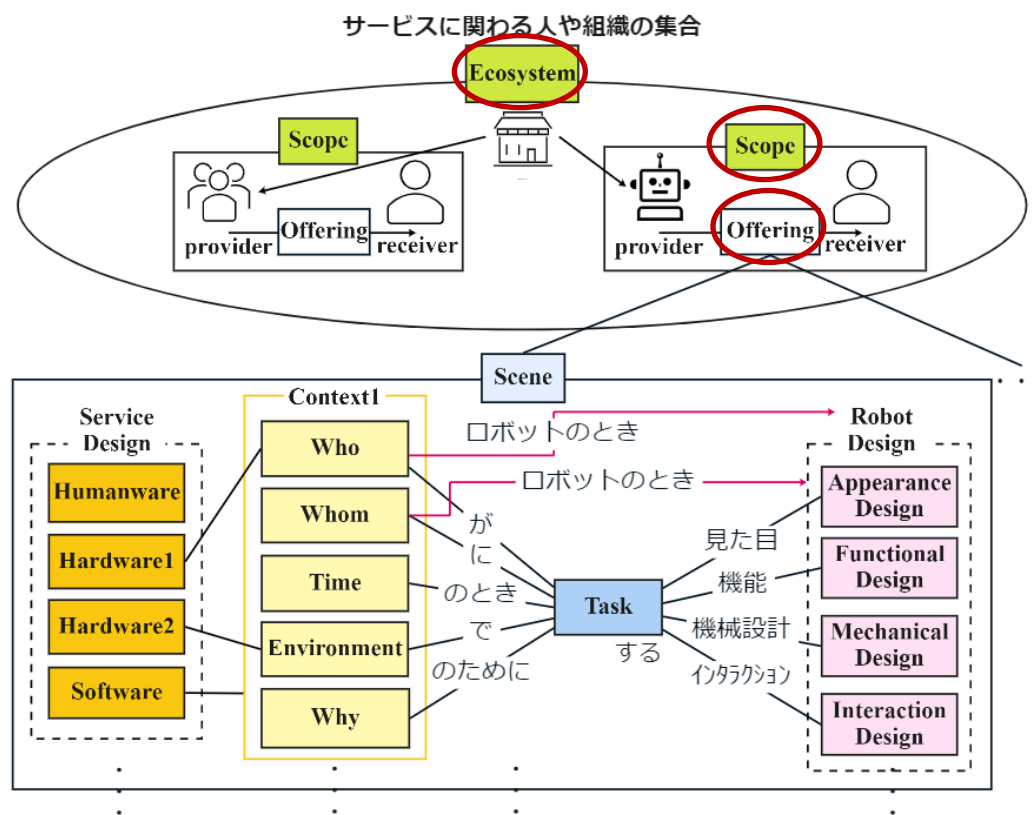 サービスに関わる人や組織の集合
Ecosystem
Scope
Scope
Offering
provider
receiver
Offering
provider
receiver
Scene
Context1
Service
Design
Humanware
Hardware1
Hardware2
Software
Who
Whom
Time
Environment
Why
ロボットのとき
ロボットのとき
が
に
のとき
で
のために
Task
する
見た目
機能
機械設計
インタラクション
Robot
Design
Appearance
Design
Functional
Design
Mechanical
Design
Interaction
Design